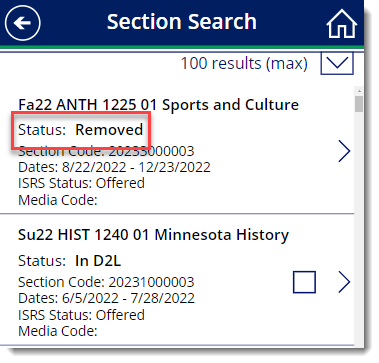 Section Search
100 results (max)
Fa22 ANTH 1225 01 Sports and Culture
Status: Removed
Section Code: 20233000003
Dates: 8/22/2022 - 12/23/2022
ISRS Status: Offered
Media Code:
Su22 HIST 1240 01 Minnesota History
Status: In D2L
Section Code: 20231000003
Dates: 6/5/2022 - 7/28/2022
ISRS Status: Offered
Media Code: